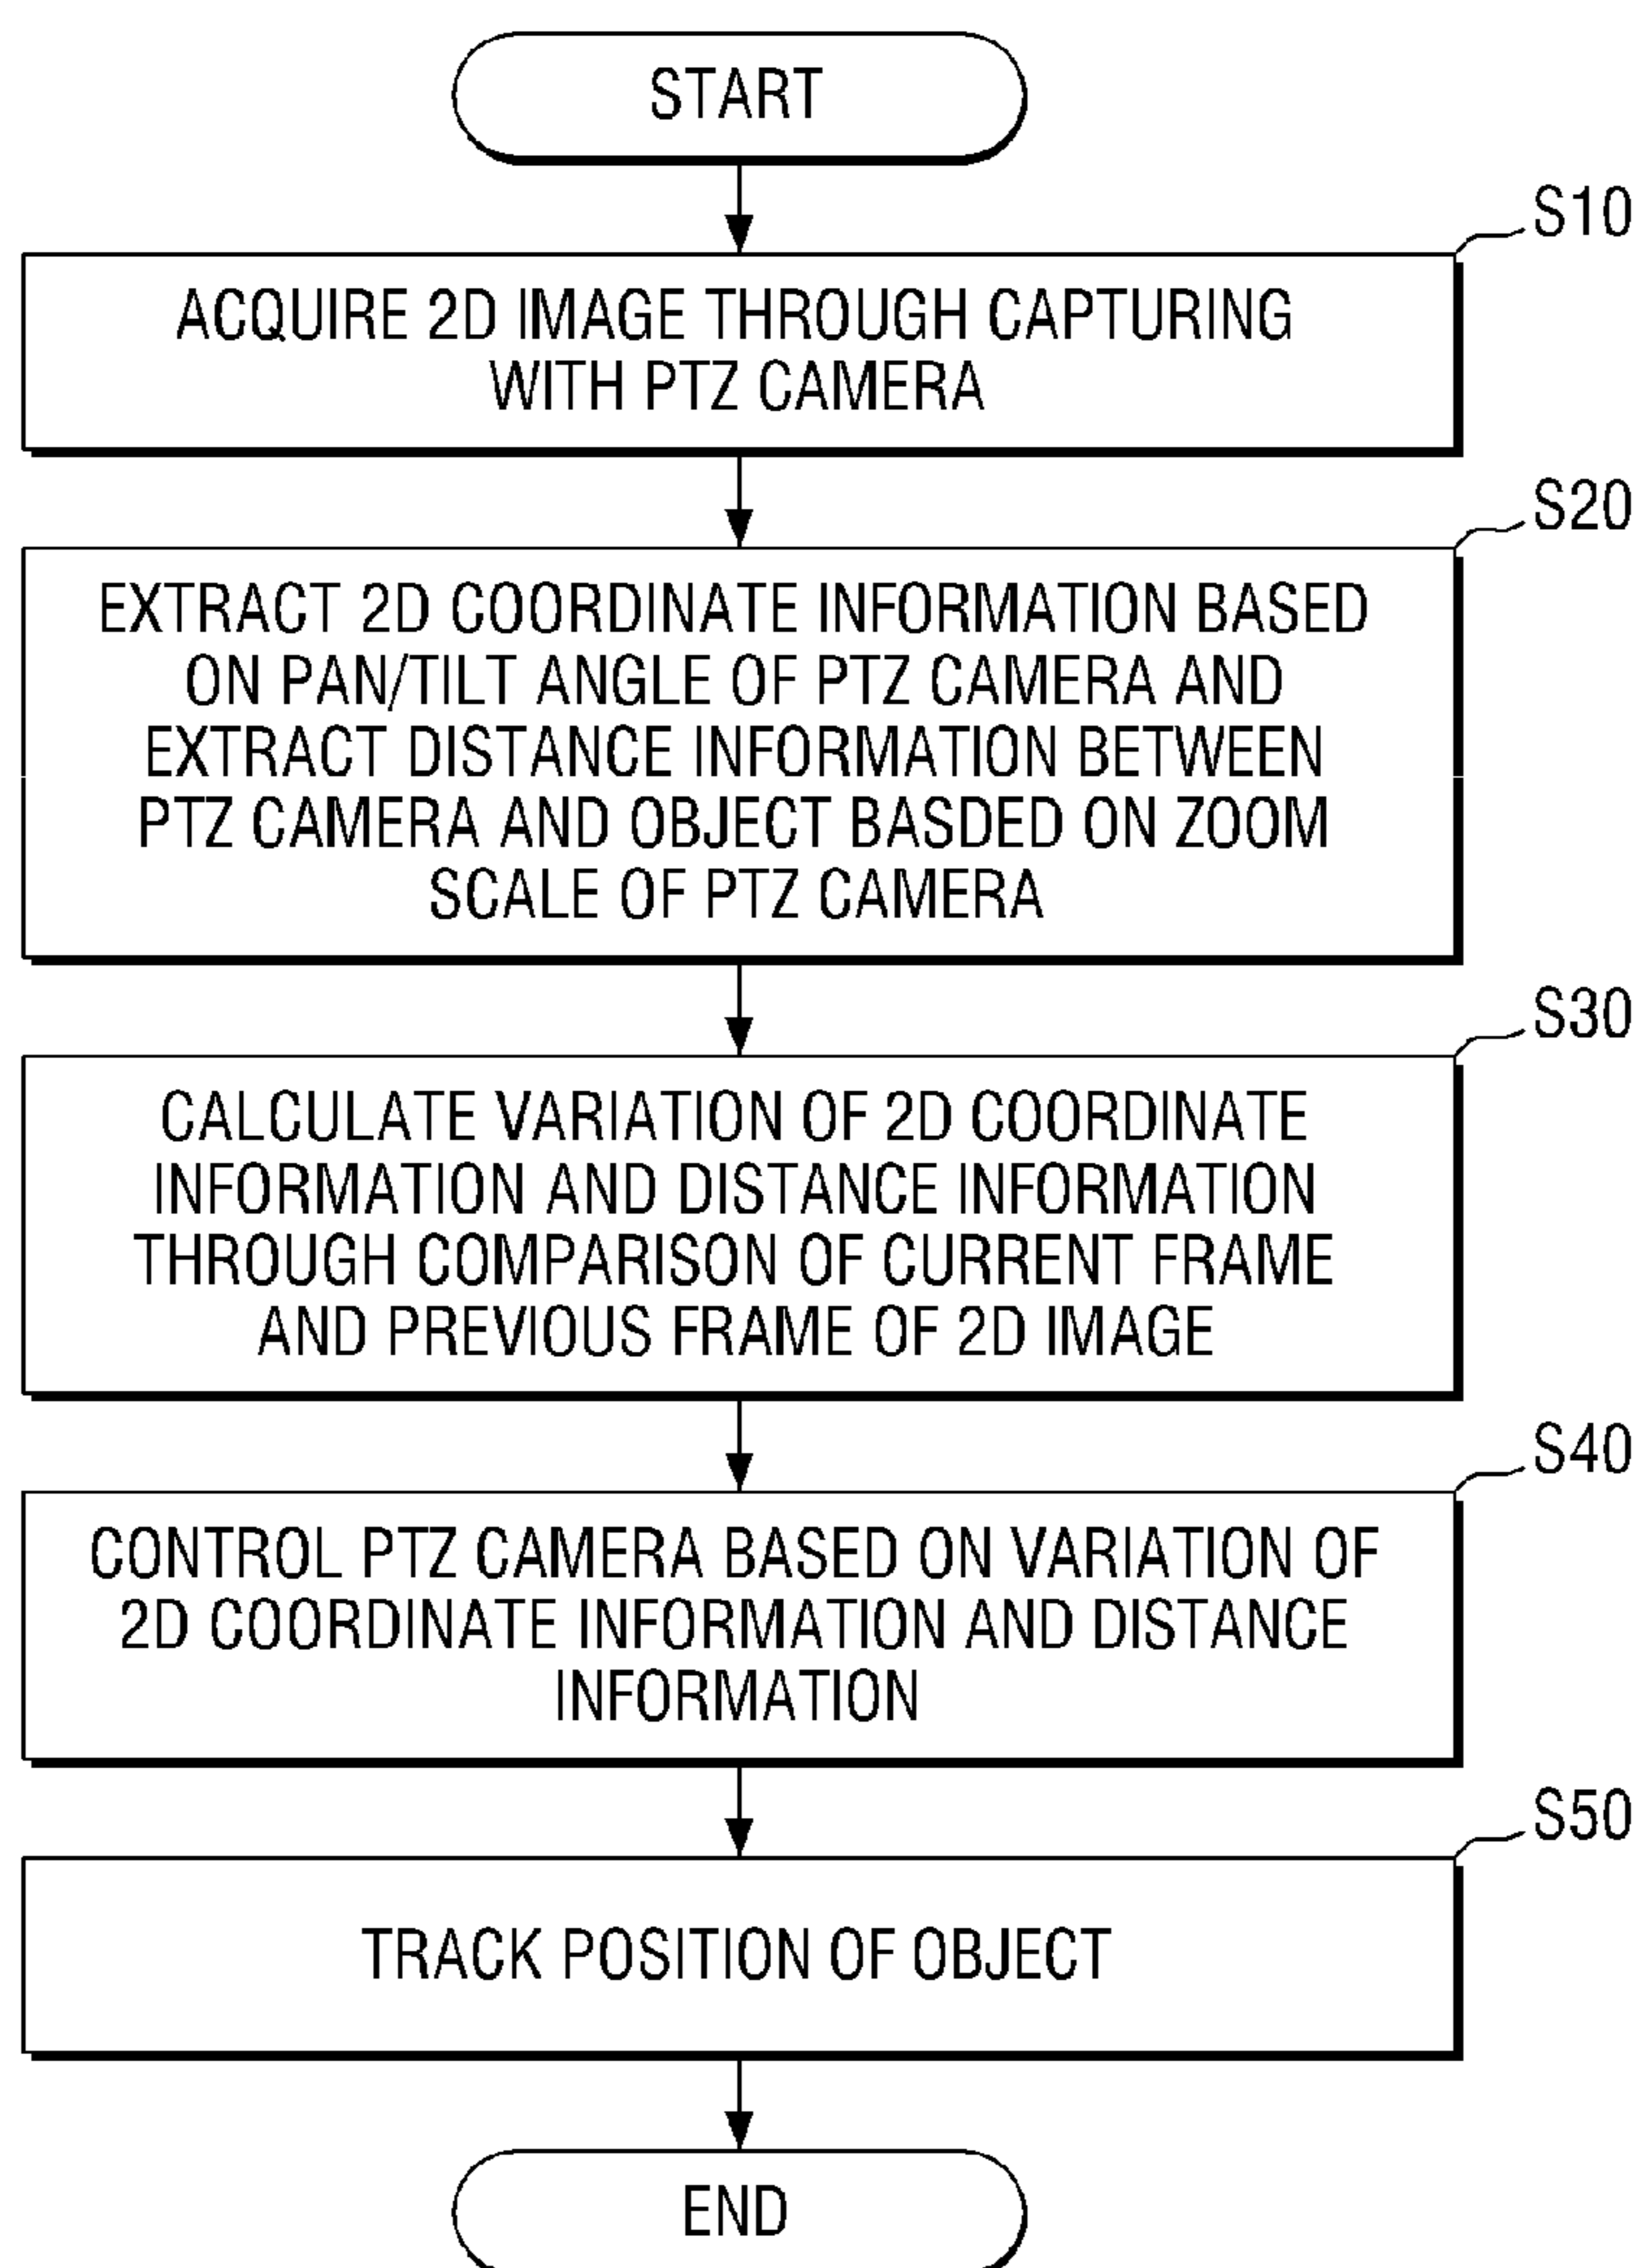 START
S10
ACQUIRE 2D IMAGE THROUGH CAPTURING
WITH PTZ CAMERA
S20
EXTRACT 2D COORDINATE INFORMATION BASED
ON PAN/TILT ANGLE OF PTZ CAMERA AND
EXTRACT DISTANCE INFORMATION BETWEEN
PTZ CAMERA AND OBJECT BASDED ON ZOOM
SCALE OF PTZ CAMERA
S30
CALCULATE VARIATION OF 2D COORDINATE
INFORMATION AND DISTANCE INFORMATION
THROUGH COMPARISON OF CURRENT FRAME
AND PREVIOUS FRAME OF 2D IMAGE
S40
CONTROL PTZ CAMERA BASED ON VARIATION OF
2D COORDINATE INFORMATION AND DISTANCE
INFORMATION
S50
TRACK POSITION OF OBJECT
END